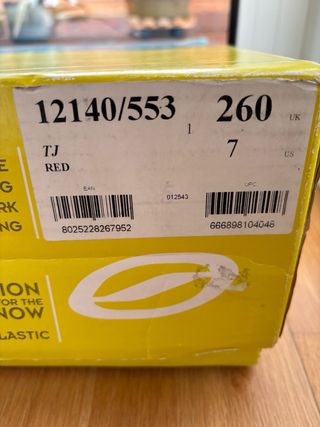 12140/553 1 260 UK
TJ 7 US
RED
EAN UPC
8025228267952 012543 666898104046
E
G
RK
NG
ION
FOR THE
NOW
LASTIC